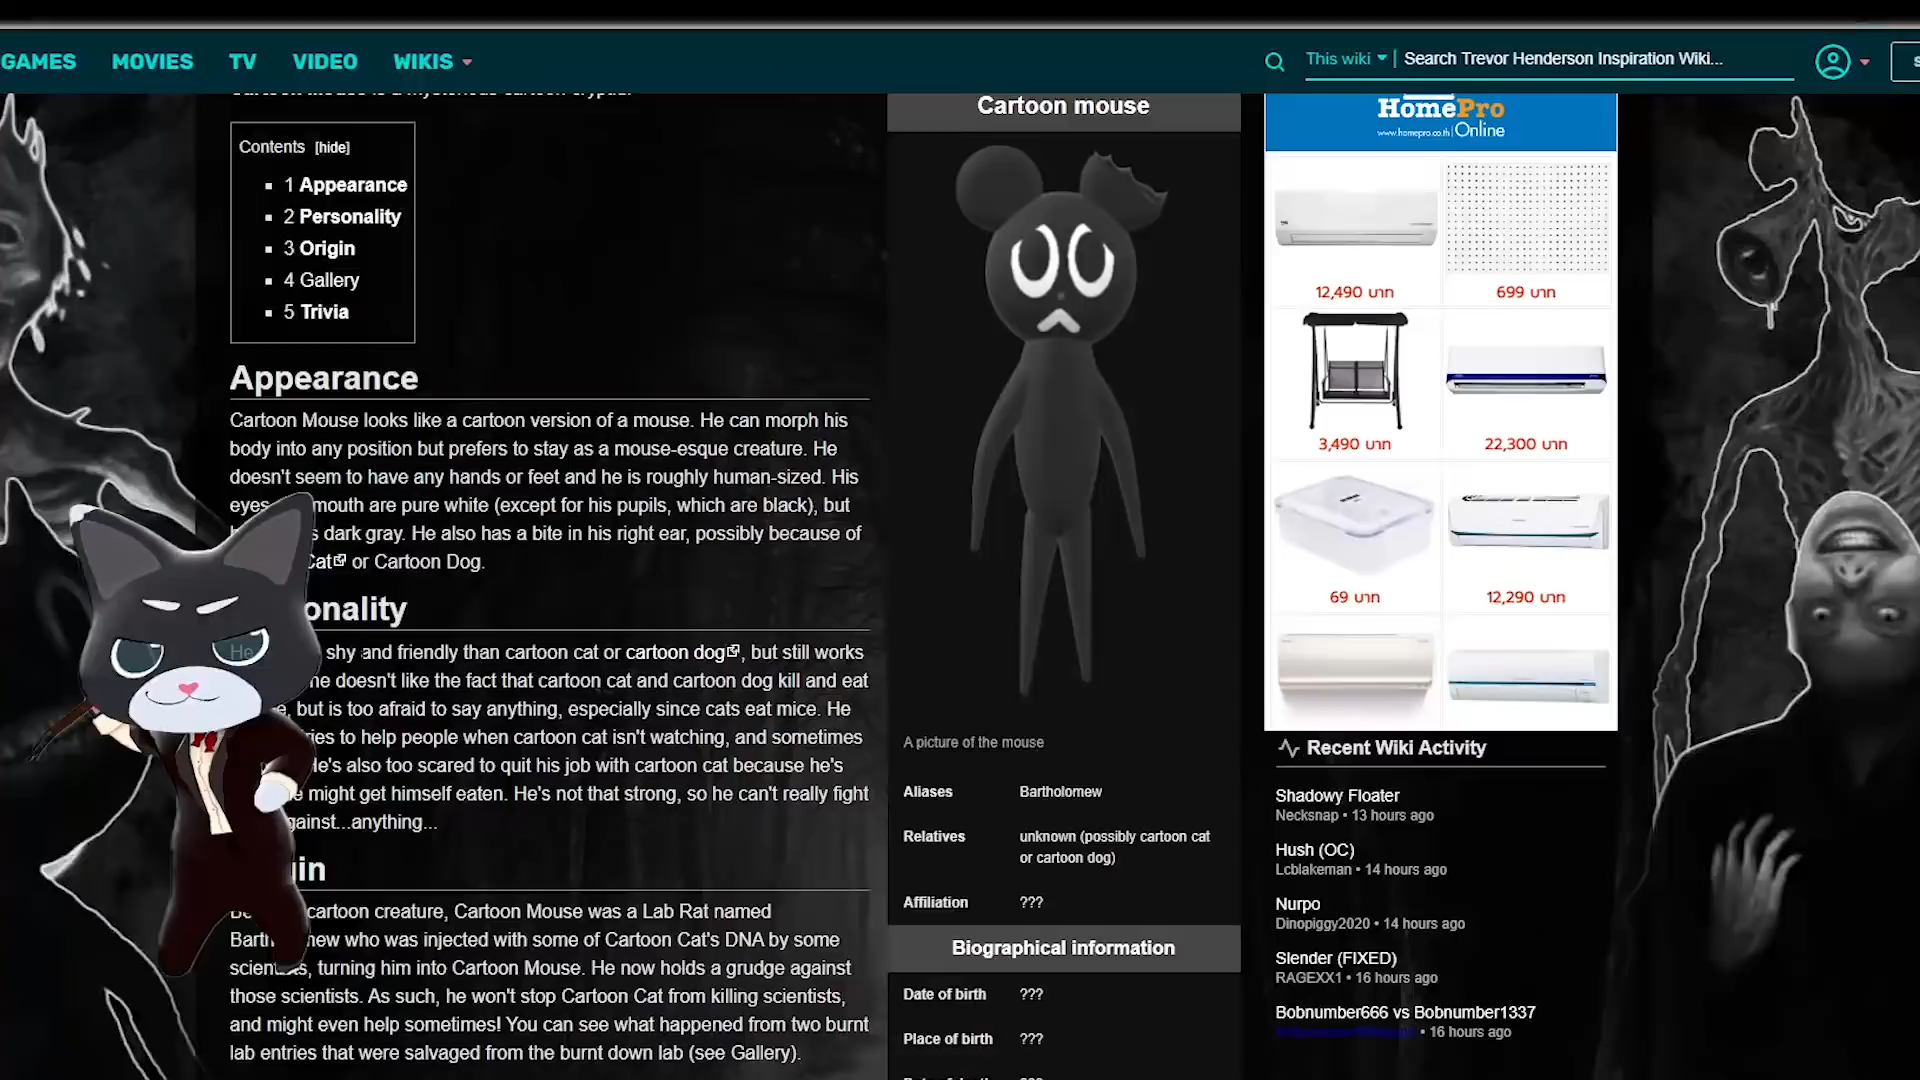 GAMES MOVIES TV VIDEO WIKIS
This wiki Search Trevor Henderson Inspiration Wiki...
Contents [hide]
1 Appearance
2 Personality
3 Origin
4 Gallery
5 Trivia
Appearance
Cartoon Mouse looks like a cartoon version of a mouse. He can morph his
body into any position but prefers to stay as a mouse-esque creature. He
doesn't seem to have any hands or feet and he is roughly human-sized. His
eyes mouth are pure white (except for his pupils, which are black), but
dark gray. He also has a bite in his right ear, possibly because of
Cat or Cartoon Dog.
onality
He shy and friendly than cartoon cat or cartoon dog, but still works
he doesn't like the fact that cartoon cat and cartoon dog kill and eat
but is too afraid to say anything, especially since cats eat mice. He
ries to help people when cartoon cat isn't watching, and sometimes
He's also too scared to quit his job with cartoon cat because he's
might get himself eaten. He's not that strong, so he can't really fight
gainst...anything...
in
cartoon creature, Cartoon Mouse was a Lab Rat named
Barth mew who was injected with some of Cartoon Cat's DNA by some
scientists, turning him into Cartoon Mouse. He now holds a grudge against
those scientists. As such, he won't stop Cartoon Cat from killing scientists,
and might even help sometimes! You can see what happened from two burnt
lab entries that were salvaged from the burnt down lab (see Gallery).
Cartoon mouse
A picture of the mouse
Aliases Bartholomew
Relatives unknown (possibly cartoon cat
or cartoon dog)
Affiliation ???
Biographical information
Date of birth ???
Place of birth ???
HomePro
www.homepro.co.th | Online
12,490 บาท 699 บาท
3,490 บาท 22,300 บาท
69 บาท 12,290 บาท
Recent Wiki Activity
Shadowy Floater
Necksnap • 13 hours ago
Hush (OC)
Lcblakeman • 14 hours ago
Nurpo
Dinopiggy2020 • 14 hours ago
Slender (FIXED)
RAGEXX1 • 16 hours ago
Bobnumber666 vs Bobnumber1337
• 16 hours ago